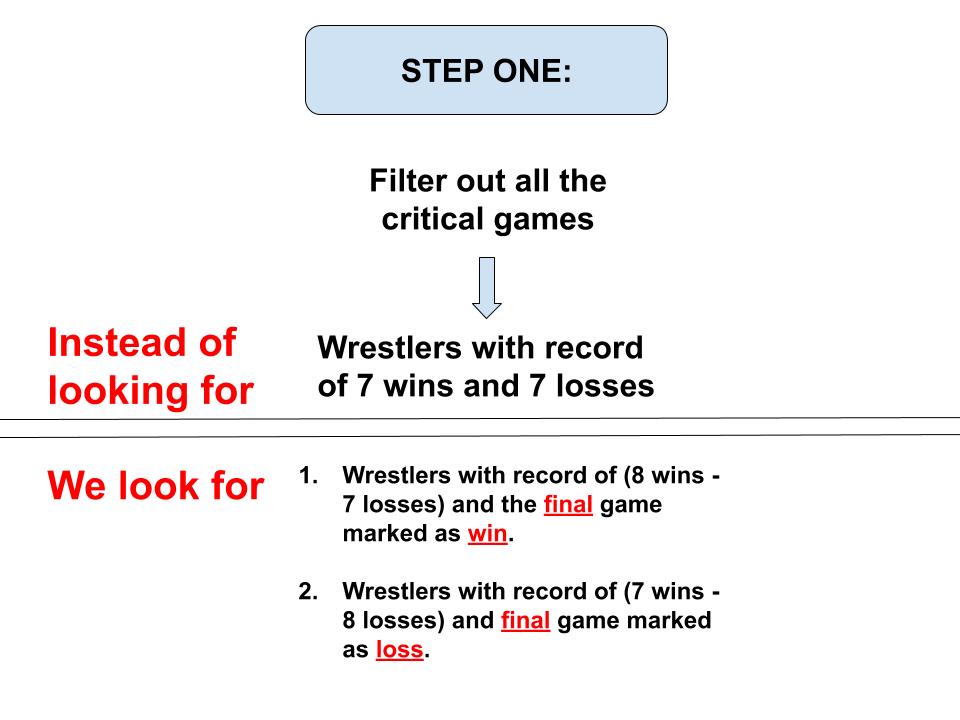 STEP ONE:
Filter out all the
critical games
Instead of
looking for
Wrestlers with record
of 7 wins and 7 losses
We look for
1. Wrestlers with record of (8 wins -
7 losses) and the final game
marked as win.
2. Wrestlers with record of (7 wins -
8 losses) and final game marked
as loss.